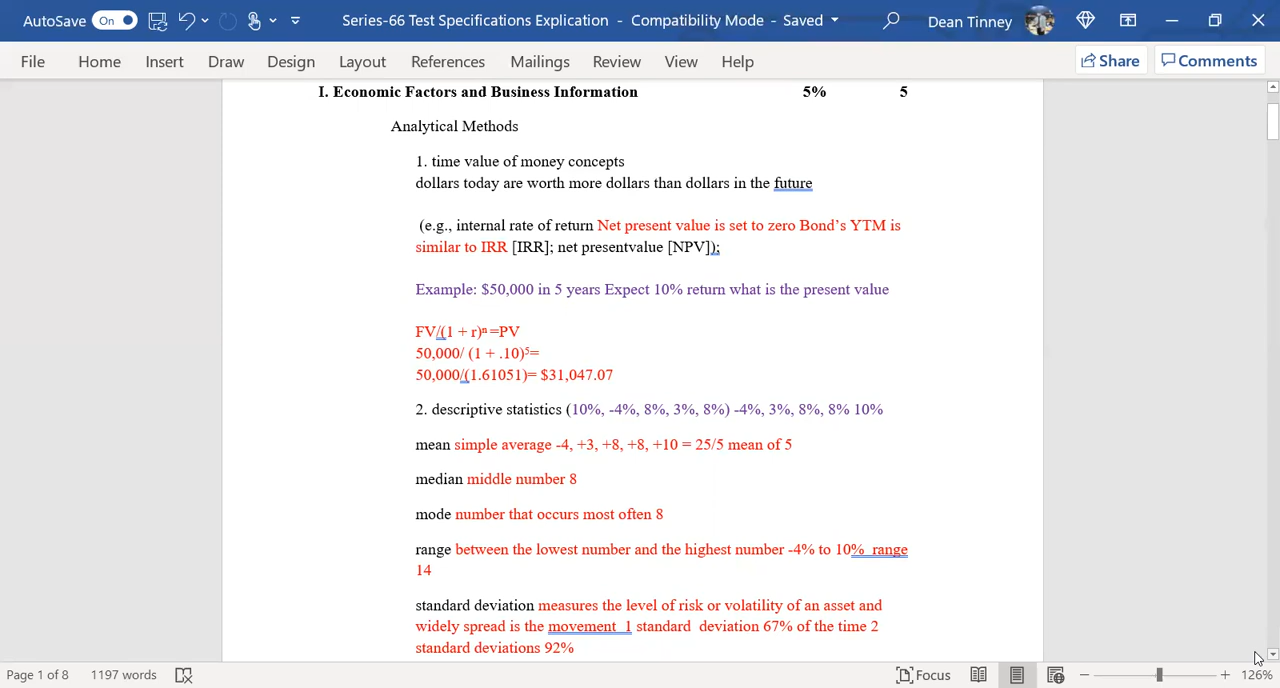 AutoSave On Series-66 Test Specifications Explication - Compatibility Mode - Saved Dean Tinney
File Home Insert Draw Design Layout References Mailings Review View Help Share Comments
I. Economic Factors and Business Information 5% 5
Analytical Methods
1. time value of money concepts
dollars today are worth more dollars than dollars in the future
(e.g., internal rate of return Net present value is set to zero Bond's YTM is
similar to IRR [IRR]; net presentvalue [NPV]);
Example: $50,000 in 5 years Expect 10% return what is the present value
FV/(1 + r)ⁿ =PV
50,000/ (1 + .10)⁵=
50,000/(1.61051)= $31,047.07
2. descriptive statistics (10%, -4%, 8%, 3%, 8%) -4%, 3%, 8%, 8% 10%
mean simple average -4, +3, +8, +8, +10 = 25/5 mean of 5
median middle number 8
mode number that occurs most often 8
range between the lowest number and the highest number -4% to 10% range
14
standard deviation measures the level of risk or volatility of an asset and
widely spread is the movement 1 standard deviation 67% of the time 2
standard deviations 92%
Page 1 of 8 1197 words Focus 126%